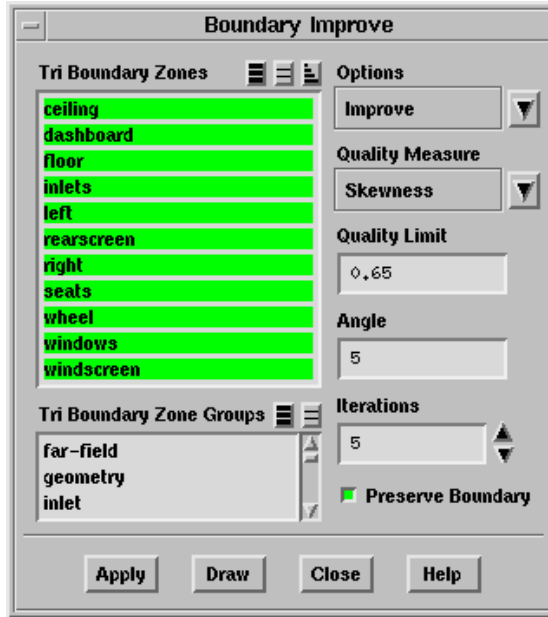 Boundary Improve
Tri Boundary Zones
ceiling
dashboard
floor
inlets
left
rearscreen
right
seats
wheel
windows
windscreen
Tri Boundary Zone Groups
far-field
geometry
inlet
Options
Improve
Quality Measure
Skewness
Quality Limit
0.65
Angle
5
Iterations
5
Preserve Boundary
Apply Draw Close Help